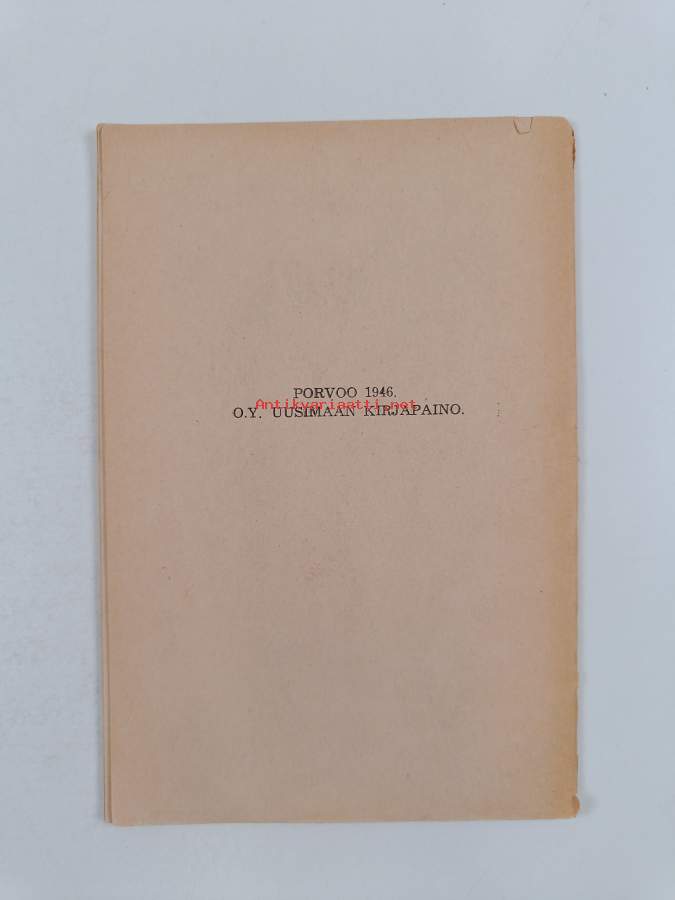 PORVOO 1946.
Antikvariaatti.net
O.Y. UUSIMAAN KIRJAPAINO.